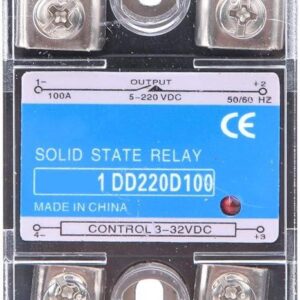 1- OUTPUT +2
100A 5-220 VDC 50/60 HZ
CE
SOLID STATE RELAY
1 DD220D100
MADE IN CHINA
4- CONTROL 3-32VDC +3